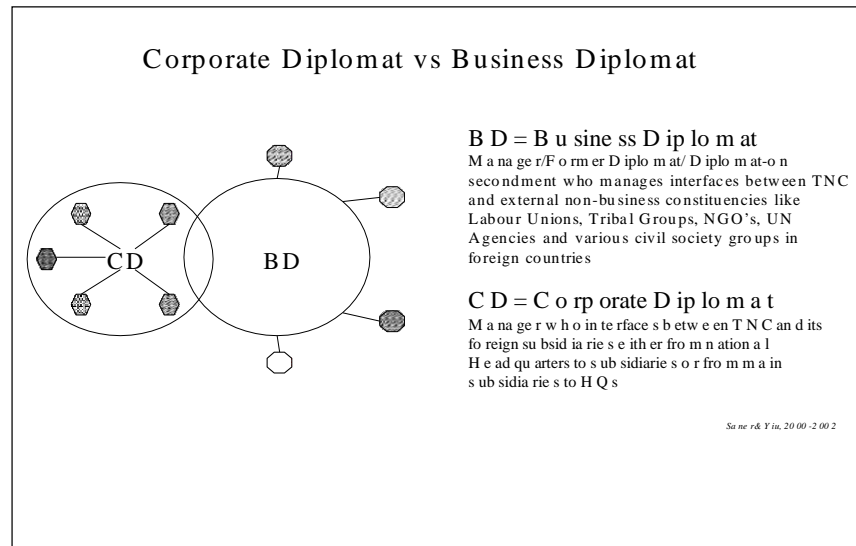 Corporate Diplomat vs Business Diplomat
CD
BD
BD = Business Diplomat
Manager/Former Diplomat/Diplomat-on
secondment who manages interfaces between TNC
and external non-business constituencies like
Labour Unions, Tribal Groups, NGO's, UN
Agencies and various civil society groups in
foreign countries
CD = Corporate Diplomat
Manager who interfaces between TNC and its
foreign subsidiaries either from national
Headquarters to subsidiaries or from main
subsidiaries to HQs
Saner & Yiu, 2000-2002